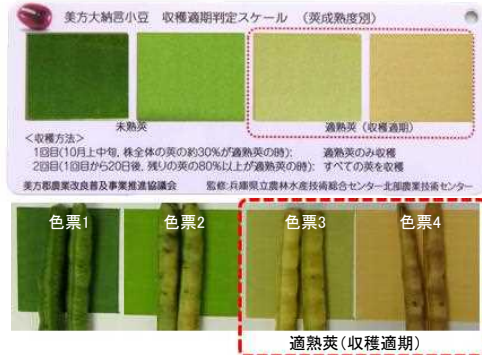 美方大納言小豆 収穫適期判定スケール (莢成熟度別)
未熟莢 適熟莢(収穫適期)
<収穫方法>
1回目(10月上中旬, 株全体の莢の約30%が適熟莢の時): 適熟莢のみ収穫
2回目(1回目から20日後, 残りの莢の80%以上が適熟莢の時): すべての莢を収穫
美方郡農業改良普及事業推進協議会 監修:兵庫県立農林水産技術総合センター北部農業技術センター
色票1 色票2 色票3 色票4
適熟莢(収穫適期)